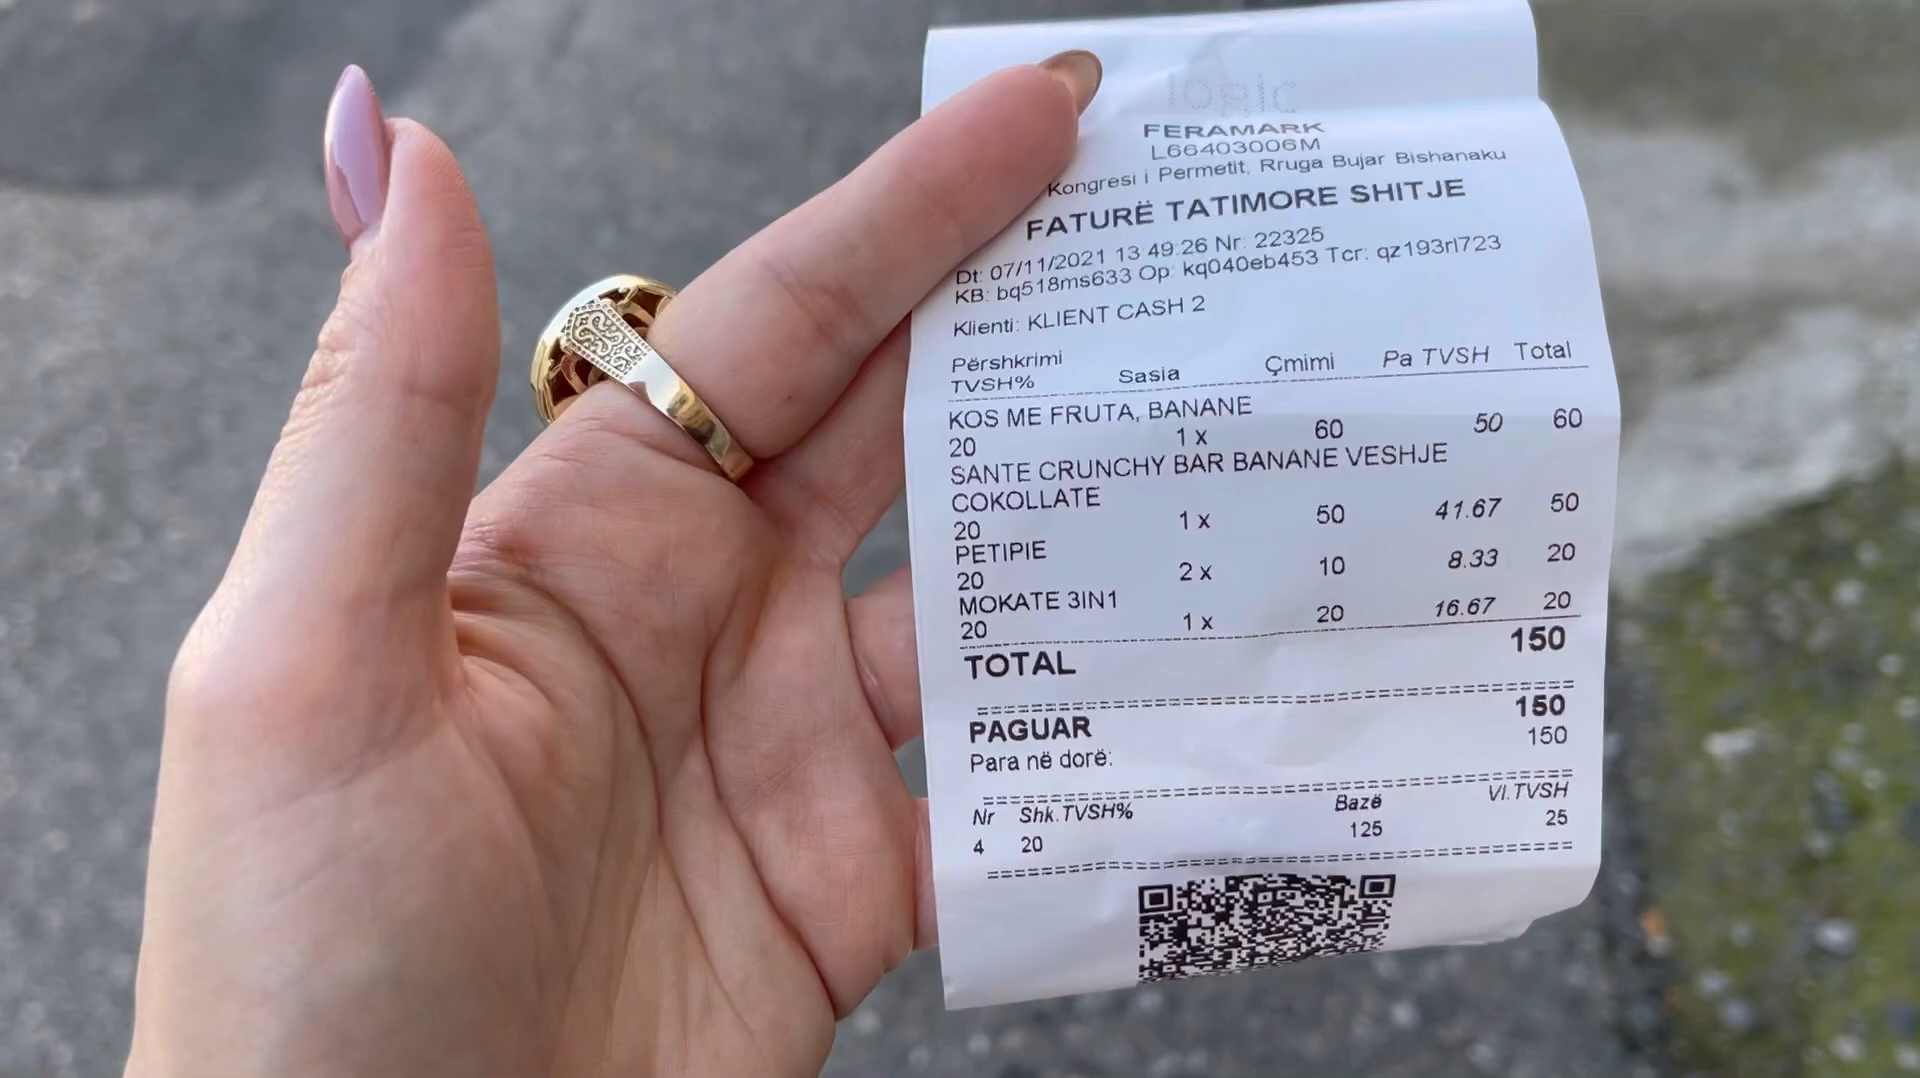 logic
FERAMARK
L66403006M
Kongresi i Permetit, Rruga Bujar Bishanaku
FATURË TATIMORE SHITJE
Dt: 07/11/2021 13:49:26 Nr: 22325
KB: bq518ms633 Op: kq040eb453 Tcr: qz193rl723
Klienti: KLIENT CASH 2
Përshkrimi
TVSH% Sasia Çmimi Pa TVSH Total
KOS ME FRUTA, BANANE
20 1 x 60 50 60
SANTE CRUNCHY BAR BANANE VESHJE
COKOLLATE
20 1 x 50 41.67 50
PETIPIE
20 2 x 10 8.33 20
MOKATE 3IN1
20 1 x 20 16.67 20
TOTAL 150
PAGUAR 150
Para në dorë: 150
Nr Shk.TVSH% Bazë Vl.TVSH
4 20 125 25